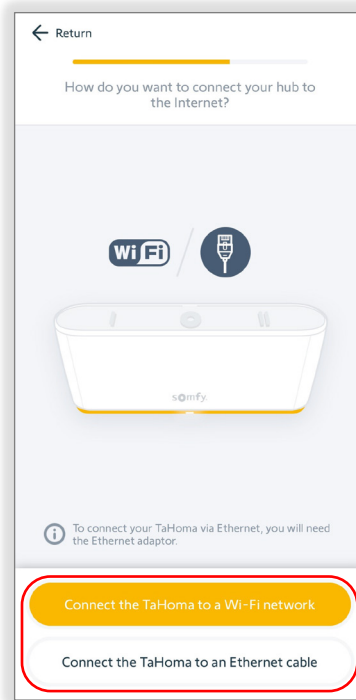 Return
How do you want to connect your hub to
the Internet?
Wi Fi
somfy.
To connect your TaHoma via Ethernet, you will need
the Ethernet adaptor.
Connect the TaHoma to a Wi-Fi network
Connect the TaHoma to an Ethernet cable